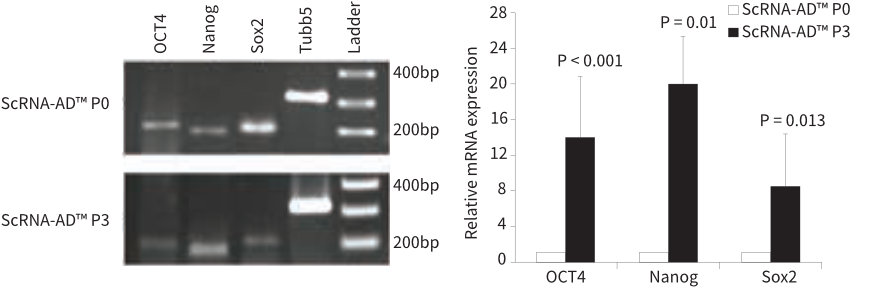 OCT4 Nanog Sox2 Tubb5 Ladder
ScRNA-AD™ P0
400bp
200bp
ScRNA-AD™ P3
400bp
200bp
Relative mRNA expression
28
24
20
16
12
8
4
0
P < 0.001
P = 0.01
P = 0.013
ScRNA-AD™ P0
ScRNA-AD™ P3
OCT4 Nanog Sox2